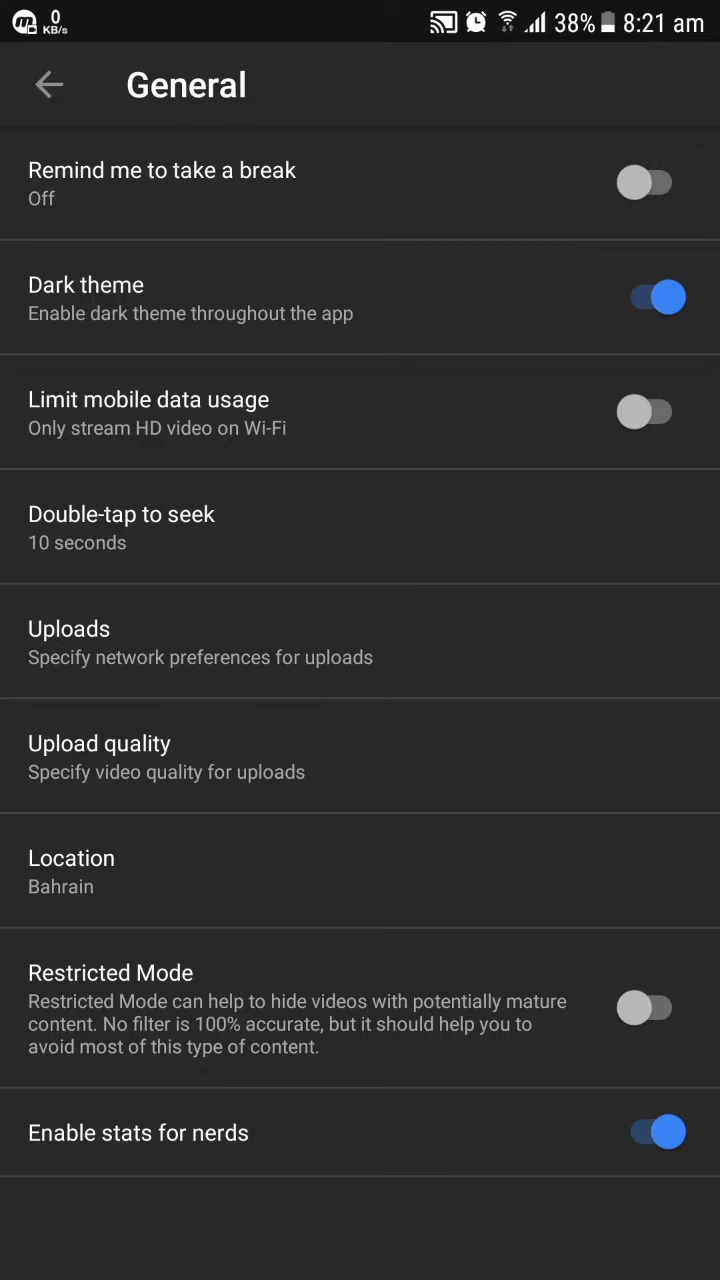 0
KB/s
38% 8:21 am
General
Remind me to take a break
Off
Dark theme
Enable dark theme throughout the app
Limit mobile data usage
Only stream HD video on Wi-Fi
Double-tap to seek
10 seconds
Uploads
Specify network preferences for uploads
Upload quality
Specify video quality for uploads
Location
Bahrain
Restricted Mode
Restricted Mode can help to hide videos with potentially mature
content. No filter is 100% accurate, but it should help you to
avoid most of this type of content.
Enable stats for nerds